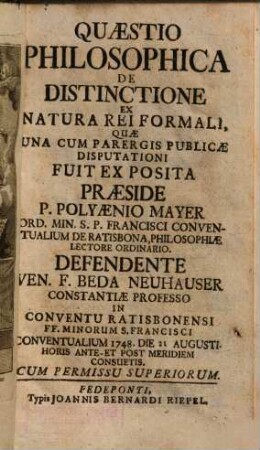 QUÆSTIO
PHILOSOPHICA
DE
DISTINCTIONE
EX
NATURA REI FORMALI,
QUÆ
UNA CUM PARERGIS PUBLICÆ
DISPUTATIONI
FUIT EX POSITA
PRÆSIDE
P. POLYÆNIO MAYER
ORD. MIN. S. P. FRANCISCI CONVEN-
TUALIUM DE RATISBONA, PHILOSOPHIÆ
LECTORE ORDINARIO.
DEFENDENTE
VEN. F. BEDA NEUHAUSER
CONSTANTIÆ PROFESSO
IN
CONVENTU RATISBONENSI
FF. MINORUM S. FRANCISCI
CONVENTUALIUM 1748. DIE 21 AUGUSTI.
HORIS ANTE- ET POST MERIDIEM
CONSUETIS.
CUM PERMISSU SUPERIORUM.
PEDEPONTI,
Typis JOANNIS BERNARDI RIEPEL.